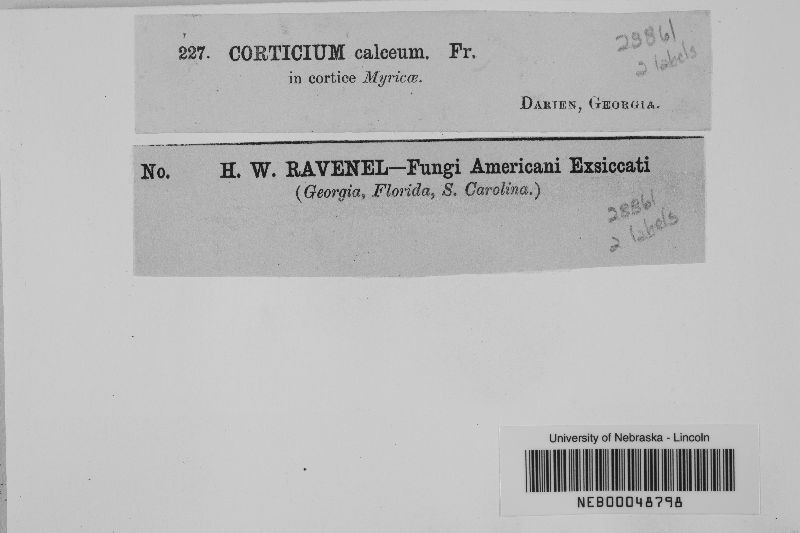 227. CORTICIUM calceum. Fr.
in cortice Myricæ.
DARIEN, GEORGIA.
28861
2 labels
No. H. W. RAVENEL—Fungi Americani Exsiccati
(Georgia, Florida, S. Carolina.)
28861
2 labels
University of Nebraska - Lincoln
NEB00048798